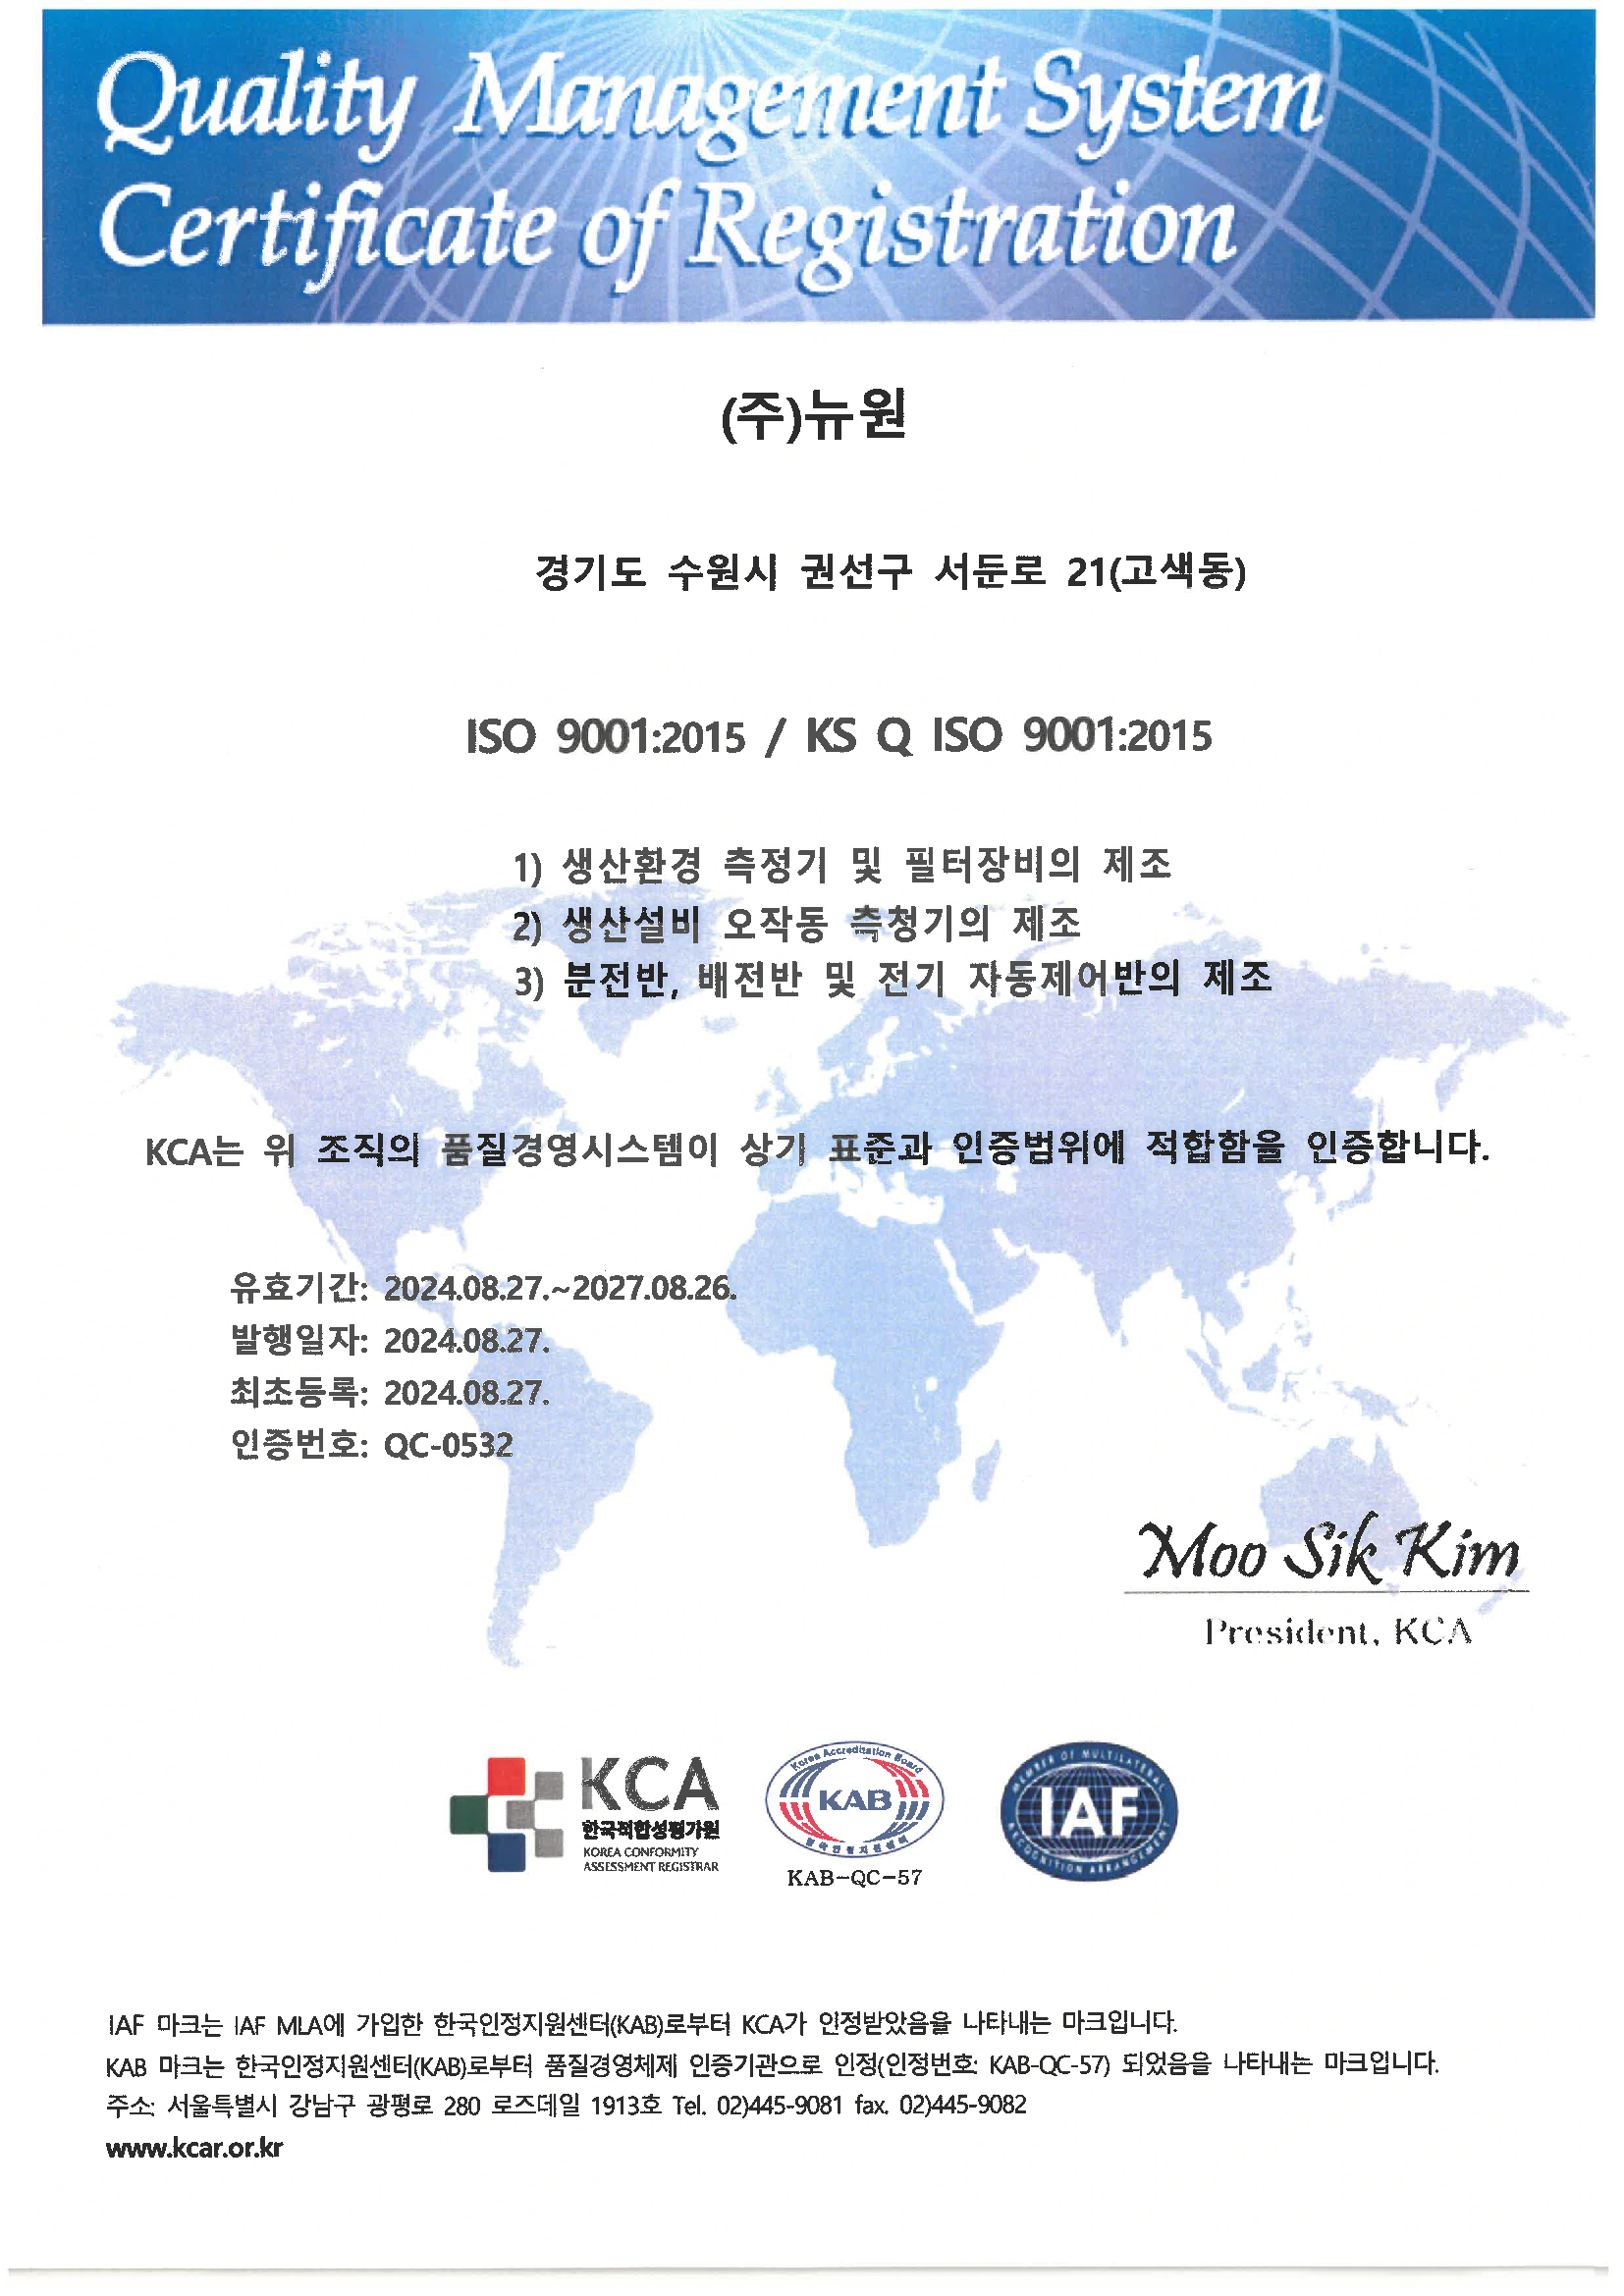 Quality Management System
Certificate of Registration
(주)뉴원
경기도 수원시 권선구 서둔로 21(고색동)
ISO 9001:2015 / KS Q ISO 9001:2015
1) 생산환경 측정기 및 필터장비의 제조
2) 생산설비 오작동 측청기의 제조
3) 분전반, 배전반 및 전기 자동제어반의 제조
KCA는 위 조직의 품질경영시스템이 상기 표준과 인증범위에 적합함을 인증합니다.
유효기간: 2024.08.27.~2027.08.26.
발행일자: 2024.08.27.
최초등록: 2024.08.27.
인증번호: QC-0532
Moo Sik Kim
President, KCA
KCA
한국적합성평가원
KOREA CONFORMITY
ASSESSMENT REGISTRAR
Korea Accreditation Board
KAB
한국인정지원센터
KAB-QC-57
MEMBER OF MULTILATERAL
IAF
RECOGNITION ARRANGEMENT
IAF 마크는 IAF MLA에 가입한 한국인정지원센터(KAB)로부터 KCA가 인정받았음을 나타내는 마크입니다.
KAB 마크는 한국인정지원센터(KAB)로부터 품질경영체제 인증기관으로 인정(인정번호: KAB-QC-57) 되었음을 나타내는 마크입니다.
주소: 서울특별시 강남구 광평로 280 로즈데일 1913호 Tel. 02)445-9081 fax. 02)445-9082
www.kcar.or.kr